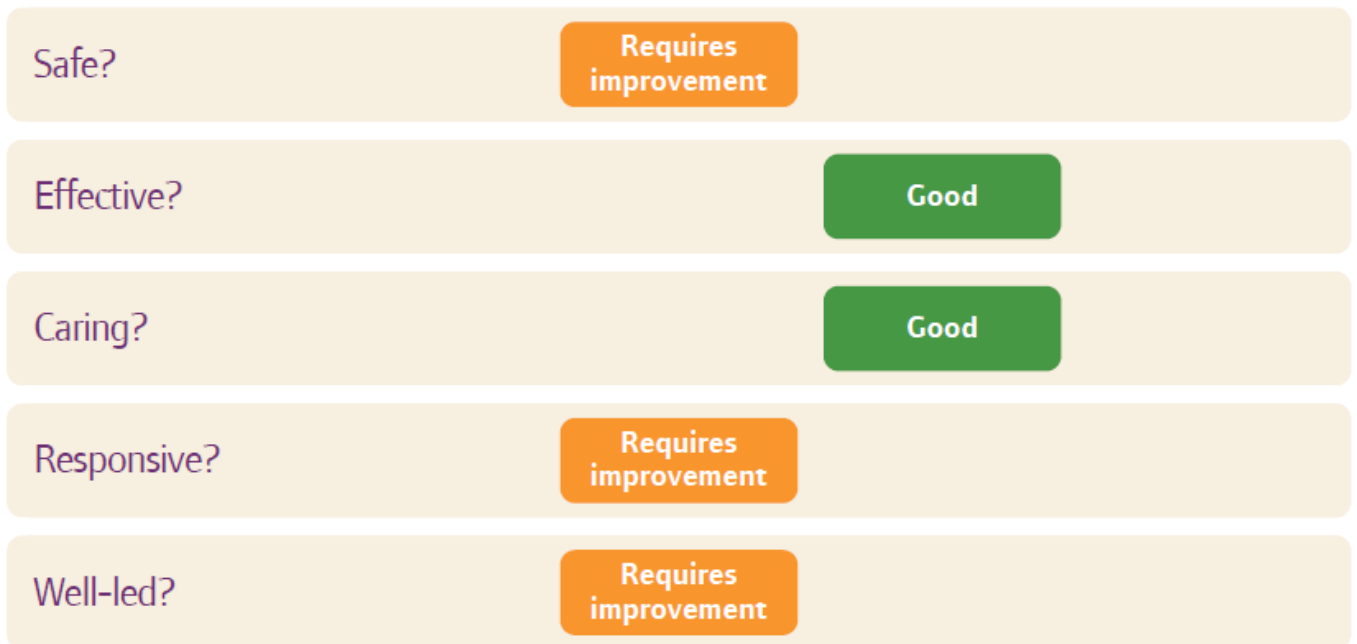 Safe?
Requires
improvement
Effective?
Good
Caring?
Good
Responsive?
Requires
improvement
Well-led?
Requires
improvement